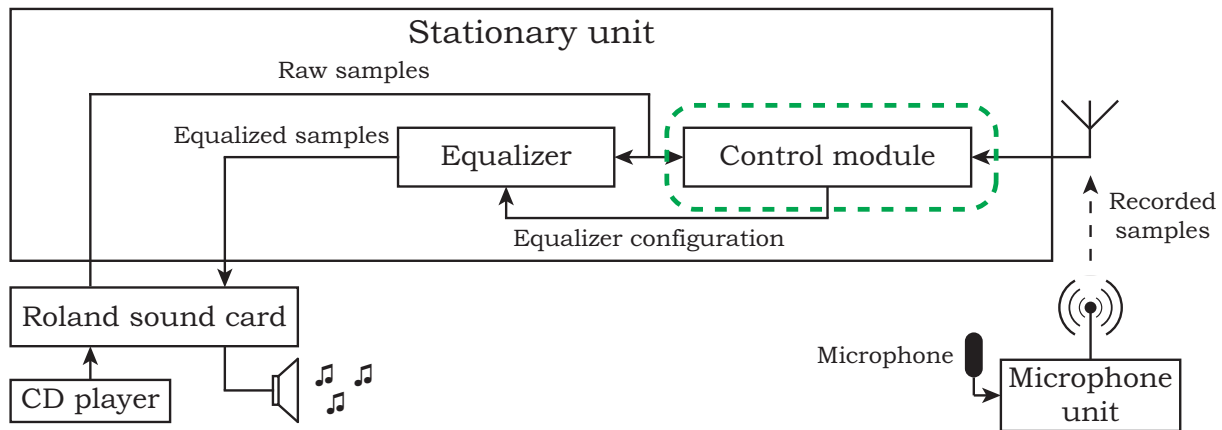 Stationary unit
Raw samples
Equalized samples
Equalizer
Control module
Equalizer configuration
Recorded
samples
Roland sound card
CD player
Microphone
Microphone
unit